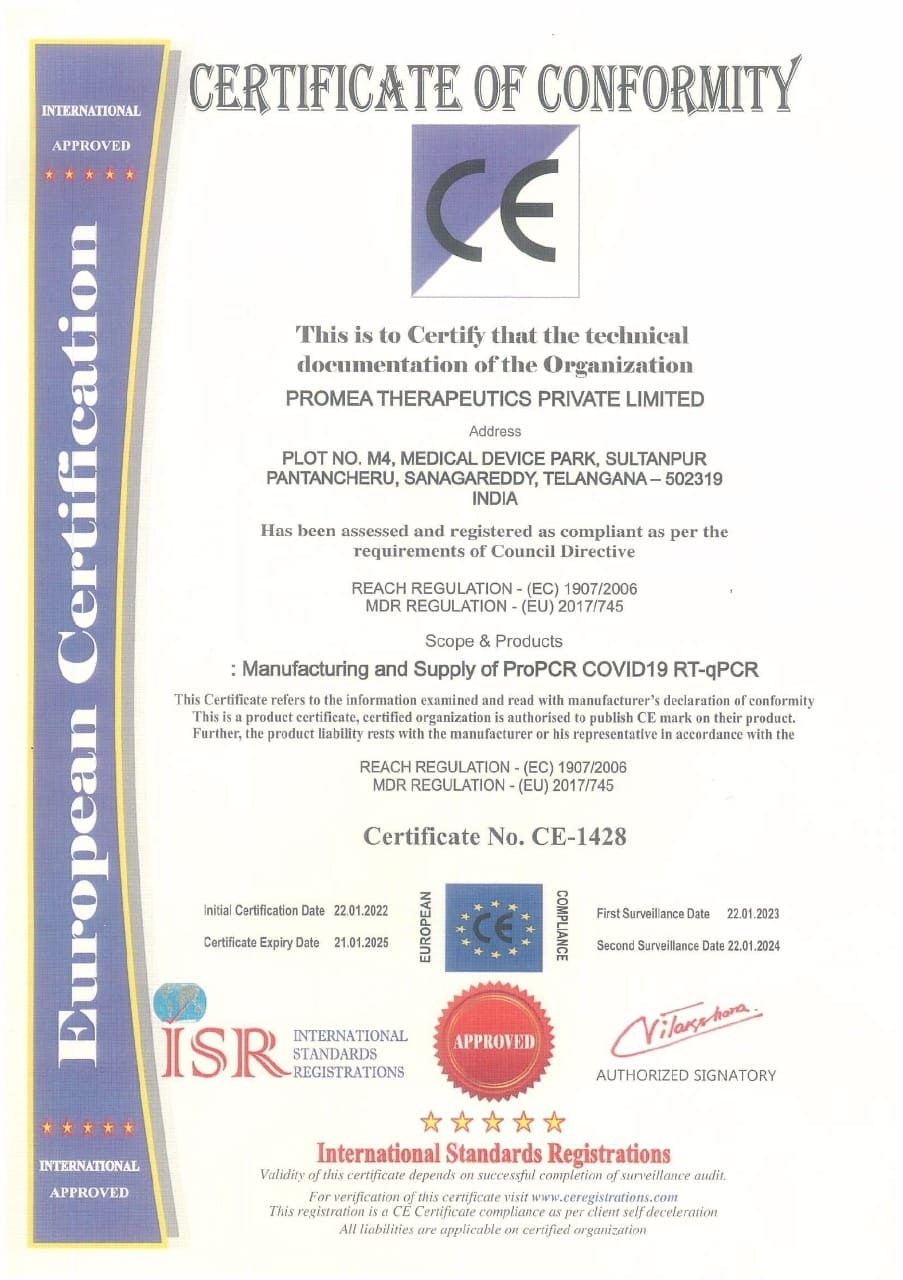 CERTIFICATE OF CONFORMITY
INTERNATIONAL
APPROVED
European Certification
CE
This is to Certify that the technical
documentation of the Organization
PROMEA THERAPEUTICS PRIVATE LIMITED
Address
PLOT NO. M4, MEDICAL DEVICE PARK, SULTANPUR
PANTANCHERU, SANAGAREDDY, TELANGANA – 502319
INDIA
Has been assessed and registered as compliant as per the
requirements of Council Directive
REACH REGULATION - (EC) 1907/2006
MDR REGULATION - (EU) 2017/745
Scope & Products
: Manufacturing and Supply of ProPCR COVID19 RT-qPCR
This Certificate refers to the information examined and read with manufacturer's declaration of conformity
This is a product certificate, certified organization is authorised to publish CE mark on their product.
Further, the product liability rests with the manufacturer or his representative in accordance with the
REACH REGULATION - (EC) 1907/2006
MDR REGULATION - (EU) 2017/745
Certificate No. CE-1428
Initial Certification Date 22.01.2022
Certificate Expiry Date 21.01.2025
EUROPEAN
CE
COMPLIANCE
First Surveillance Date 22.01.2023
Second Surveillance Date 22.01.2024
ISR
INTERNATIONAL
STANDARDS
REGISTRATIONS
APPROVED
AUTHORIZED SIGNATORY
International Standards Registrations
Validity of this certificate depends on successful completion of surveillance audit.
For verification of this certificate visit www.ceregistrations.com
This registration is a CE Certificate compliance as per client self deceleration
All liabilities are applicable on certified organization
INTERNATIONAL
APPROVED